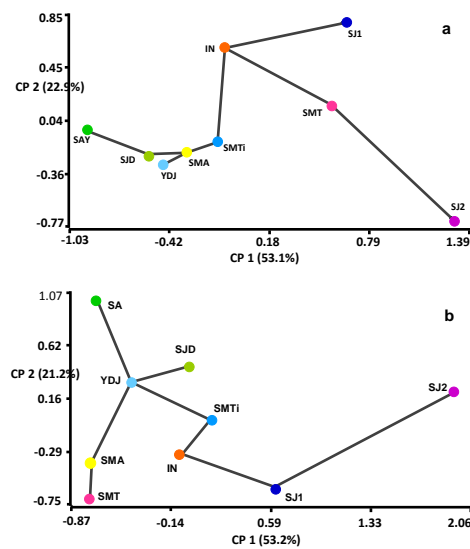 0.85
a
SJ1
IN
0.45
CP 2 (22.9%)
SMT
0.04
SAY
SMTi
SJD
SMA
YDJ
-0.36
SJ2
-0.77
-1.03 -0.42 0.18 0.79 1.39
CP 1 (53.1%)
1.07
b
SA
0.62
SJD
CP 2 (21.2%)
YDJ
SJ2
0.16
SMTi
-0.29
SMA
IN
SMT
SJ1
-0.75
-0.87 -0.14 0.59 1.33 2.06
CP 1 (53.2%)